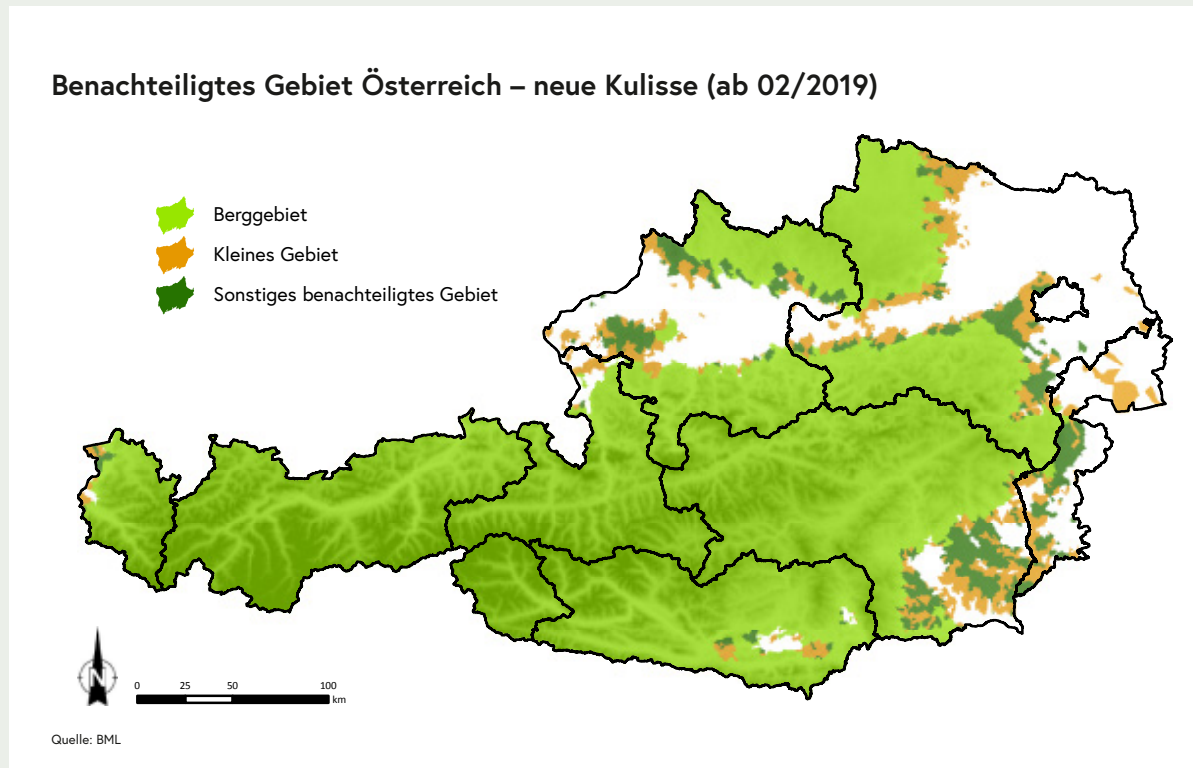 Benachteiligtes Gebiet Österreich – neue Kulisse (ab 02/2019)
Berggebiet
Kleines Gebiet
Sonstiges benachteiligtes Gebiet
N
0 25 50 100
km
Quelle: BML